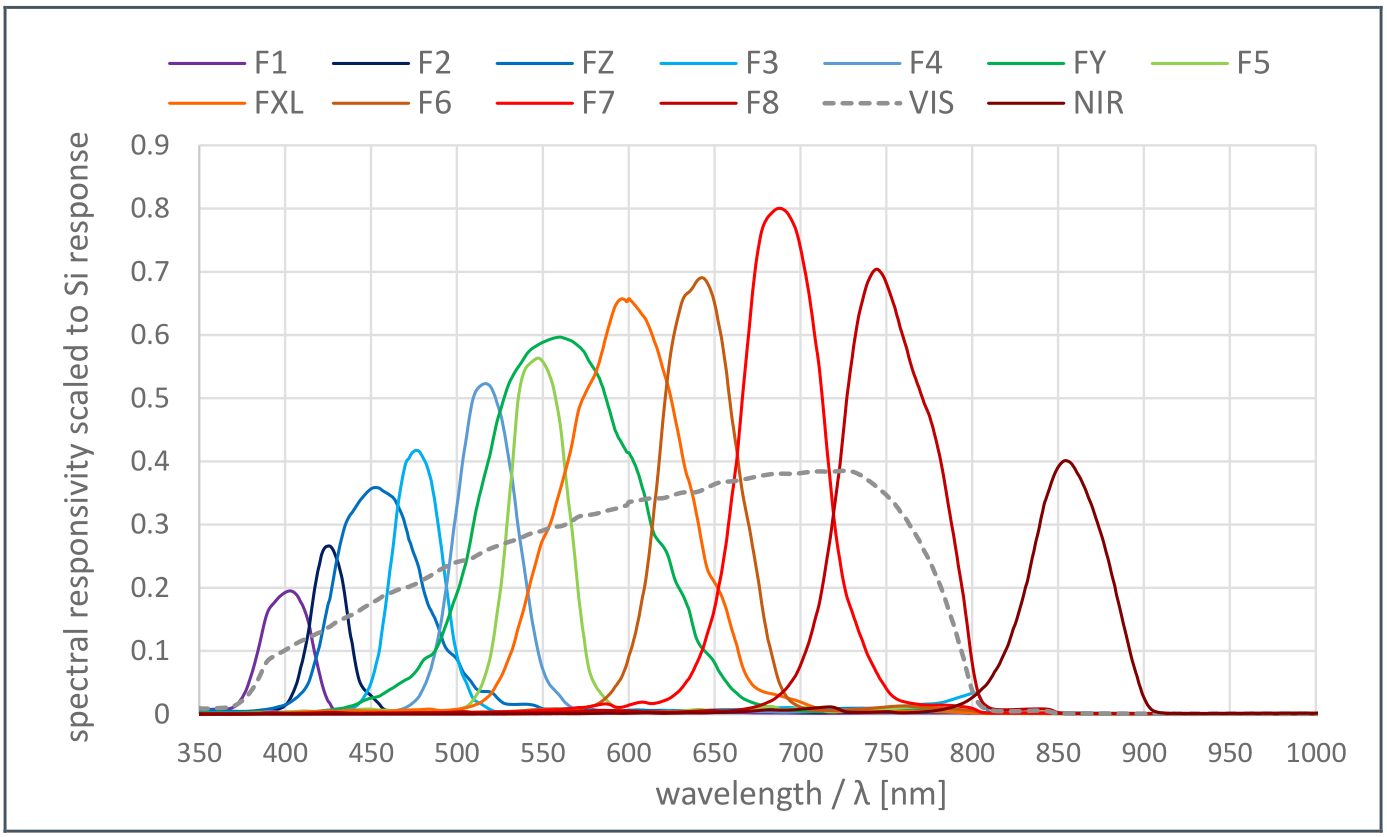 F1 F2 FZ F3 F4 FY F5
FXL F6 F7 F8 VIS NIR
spectral responsivity scaled to Si response
0.9
0.8
0.7
0.6
0.5
0.4
0.3
0.2
0.1
0
350 400 450 500 550 600 650 700 750 800 850 900 950 1000
wavelength / λ [nm]